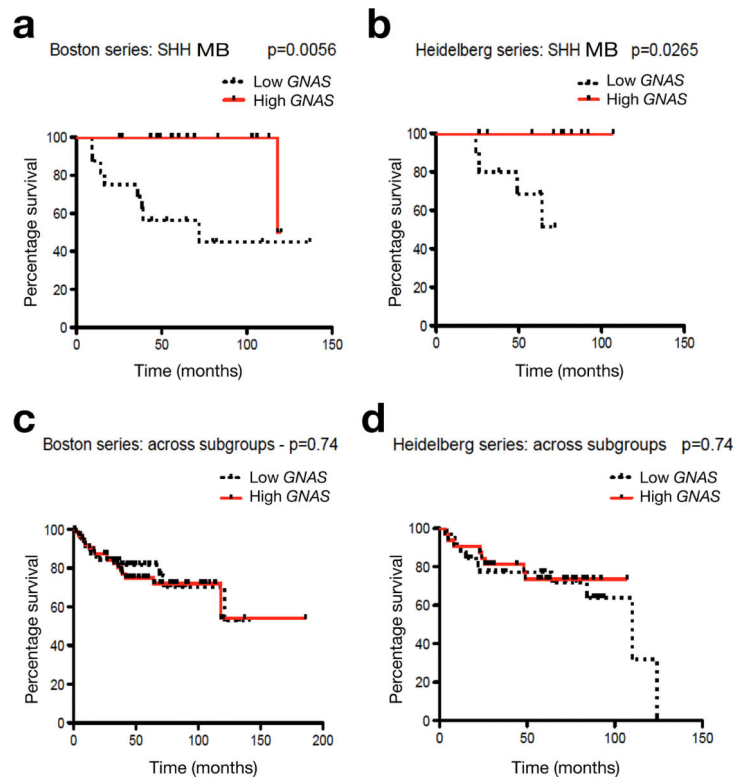 a
Boston series: SHH MB p=0.0056
Low GNAS
High GNAS
100
80
60
40
20
0
0 50 100 150
Percentage survival
Time (months)
b
Heidelberg series: SHH MB p=0.0265
Low GNAS
High GNAS
100
80
60
40
20
0
0 50 100 150
Percentage survival
Time (months)
c
Boston series: across subgroups - p=0.74
Low GNAS
High GNAS
100
80
60
40
20
0
0 50 100 150 200
Percentage survival
Time (months)
d
Heidelberg series: across subgroups p=0.74
Low GNAS
High GNAS
100
80
60
40
20
0
0 50 100 150
Percentage survival
Time (months)